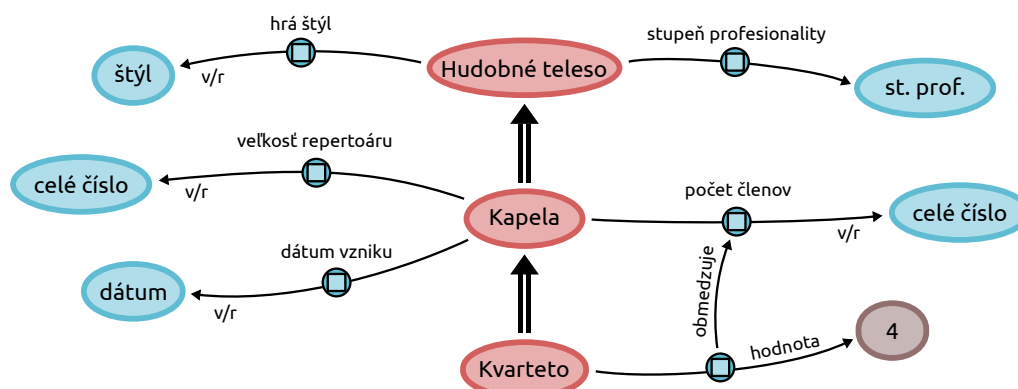 hrá štýl
stupeň profesionality
štýl
v/r
Hudobné teleso
st. prof.
veľkosť repertoáru
celé číslo
v/r
počet členov
Kapela
celé číslo
v/r
dátum vzniku
dátum
v/r
obmedzuje
hodnota
4
Kvarteto